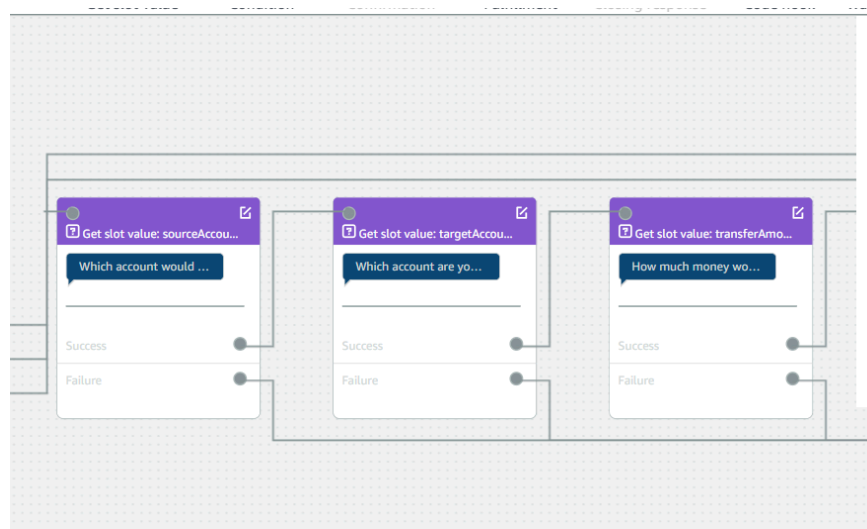 Get slot value: sourceAccou...
Which account would ...
Success
Failure
Get slot value: targetAccou...
Which account are yo...
Success
Failure
Get slot value: transferAmo...
How much money wo...
Success
Failure